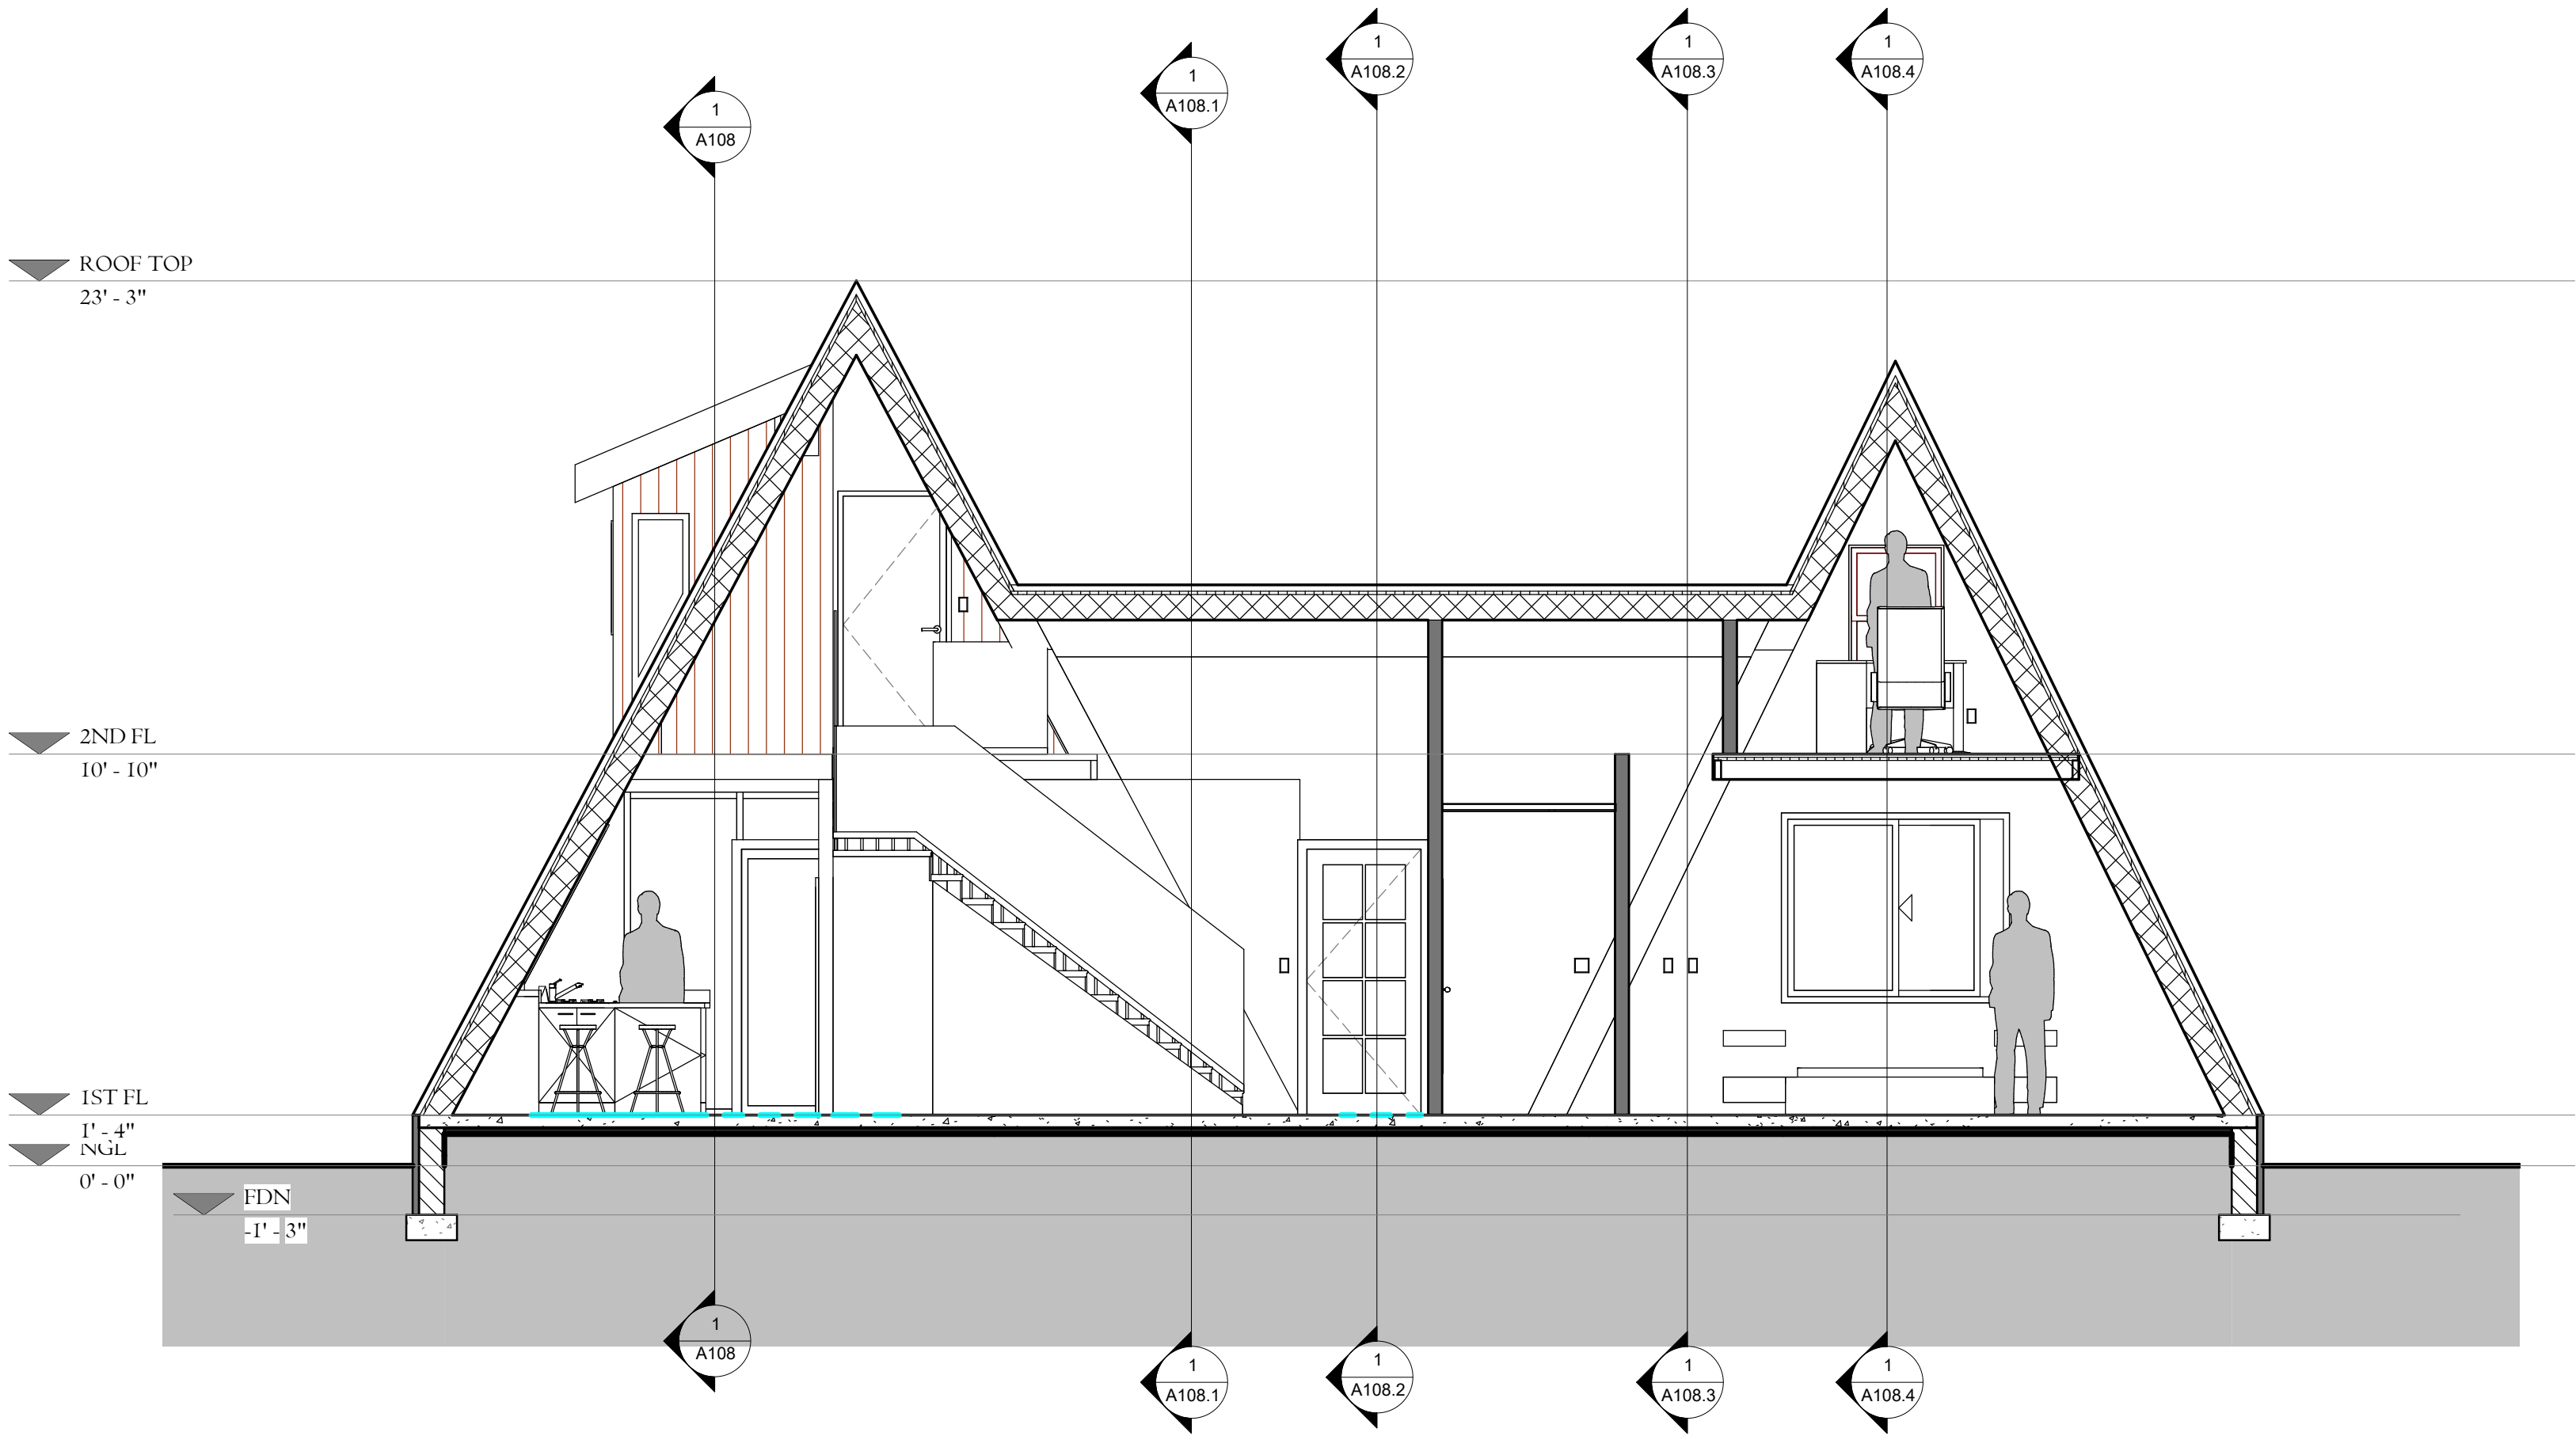 1
A108.2
1
A108.3
1
A108.4
1
A108.1
1
A108
ROOF TOP
23' - 3"
2ND FL
10' - 10"
1ST FL
1' - 4"
NGL
0' - 0"
FDN
-1' - 3"
1
A108
1
A108.1
1
A108.2
1
A108.3
1
A108.4